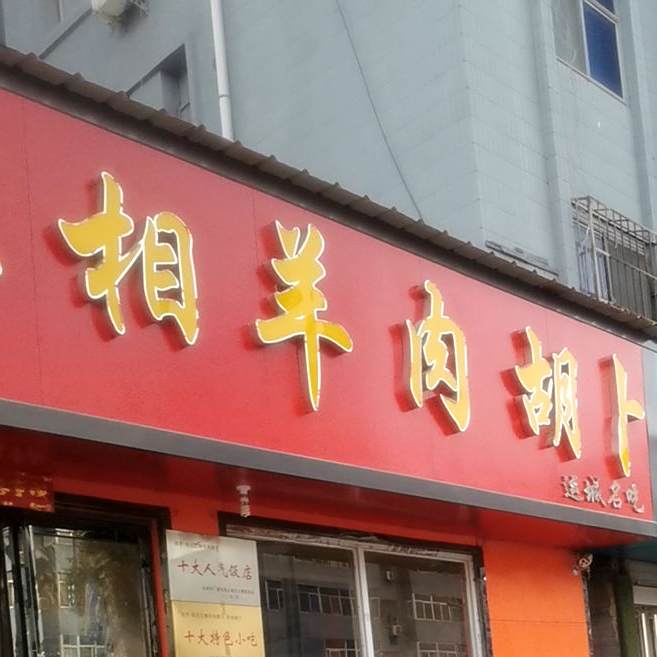 相羊肉胡卜
运城名吃
十大人气饭店
十大特色小吃